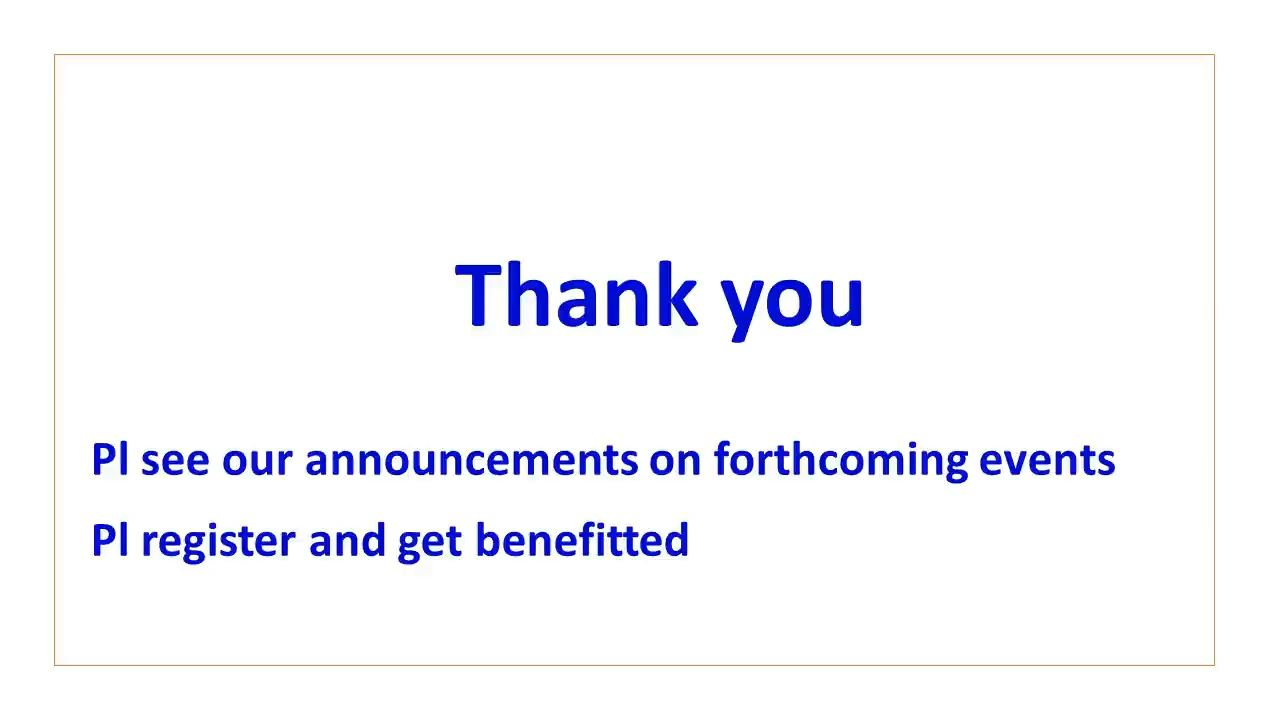 Thank you
Pl see our announcements on forthcoming events
Pl register and get benefitted